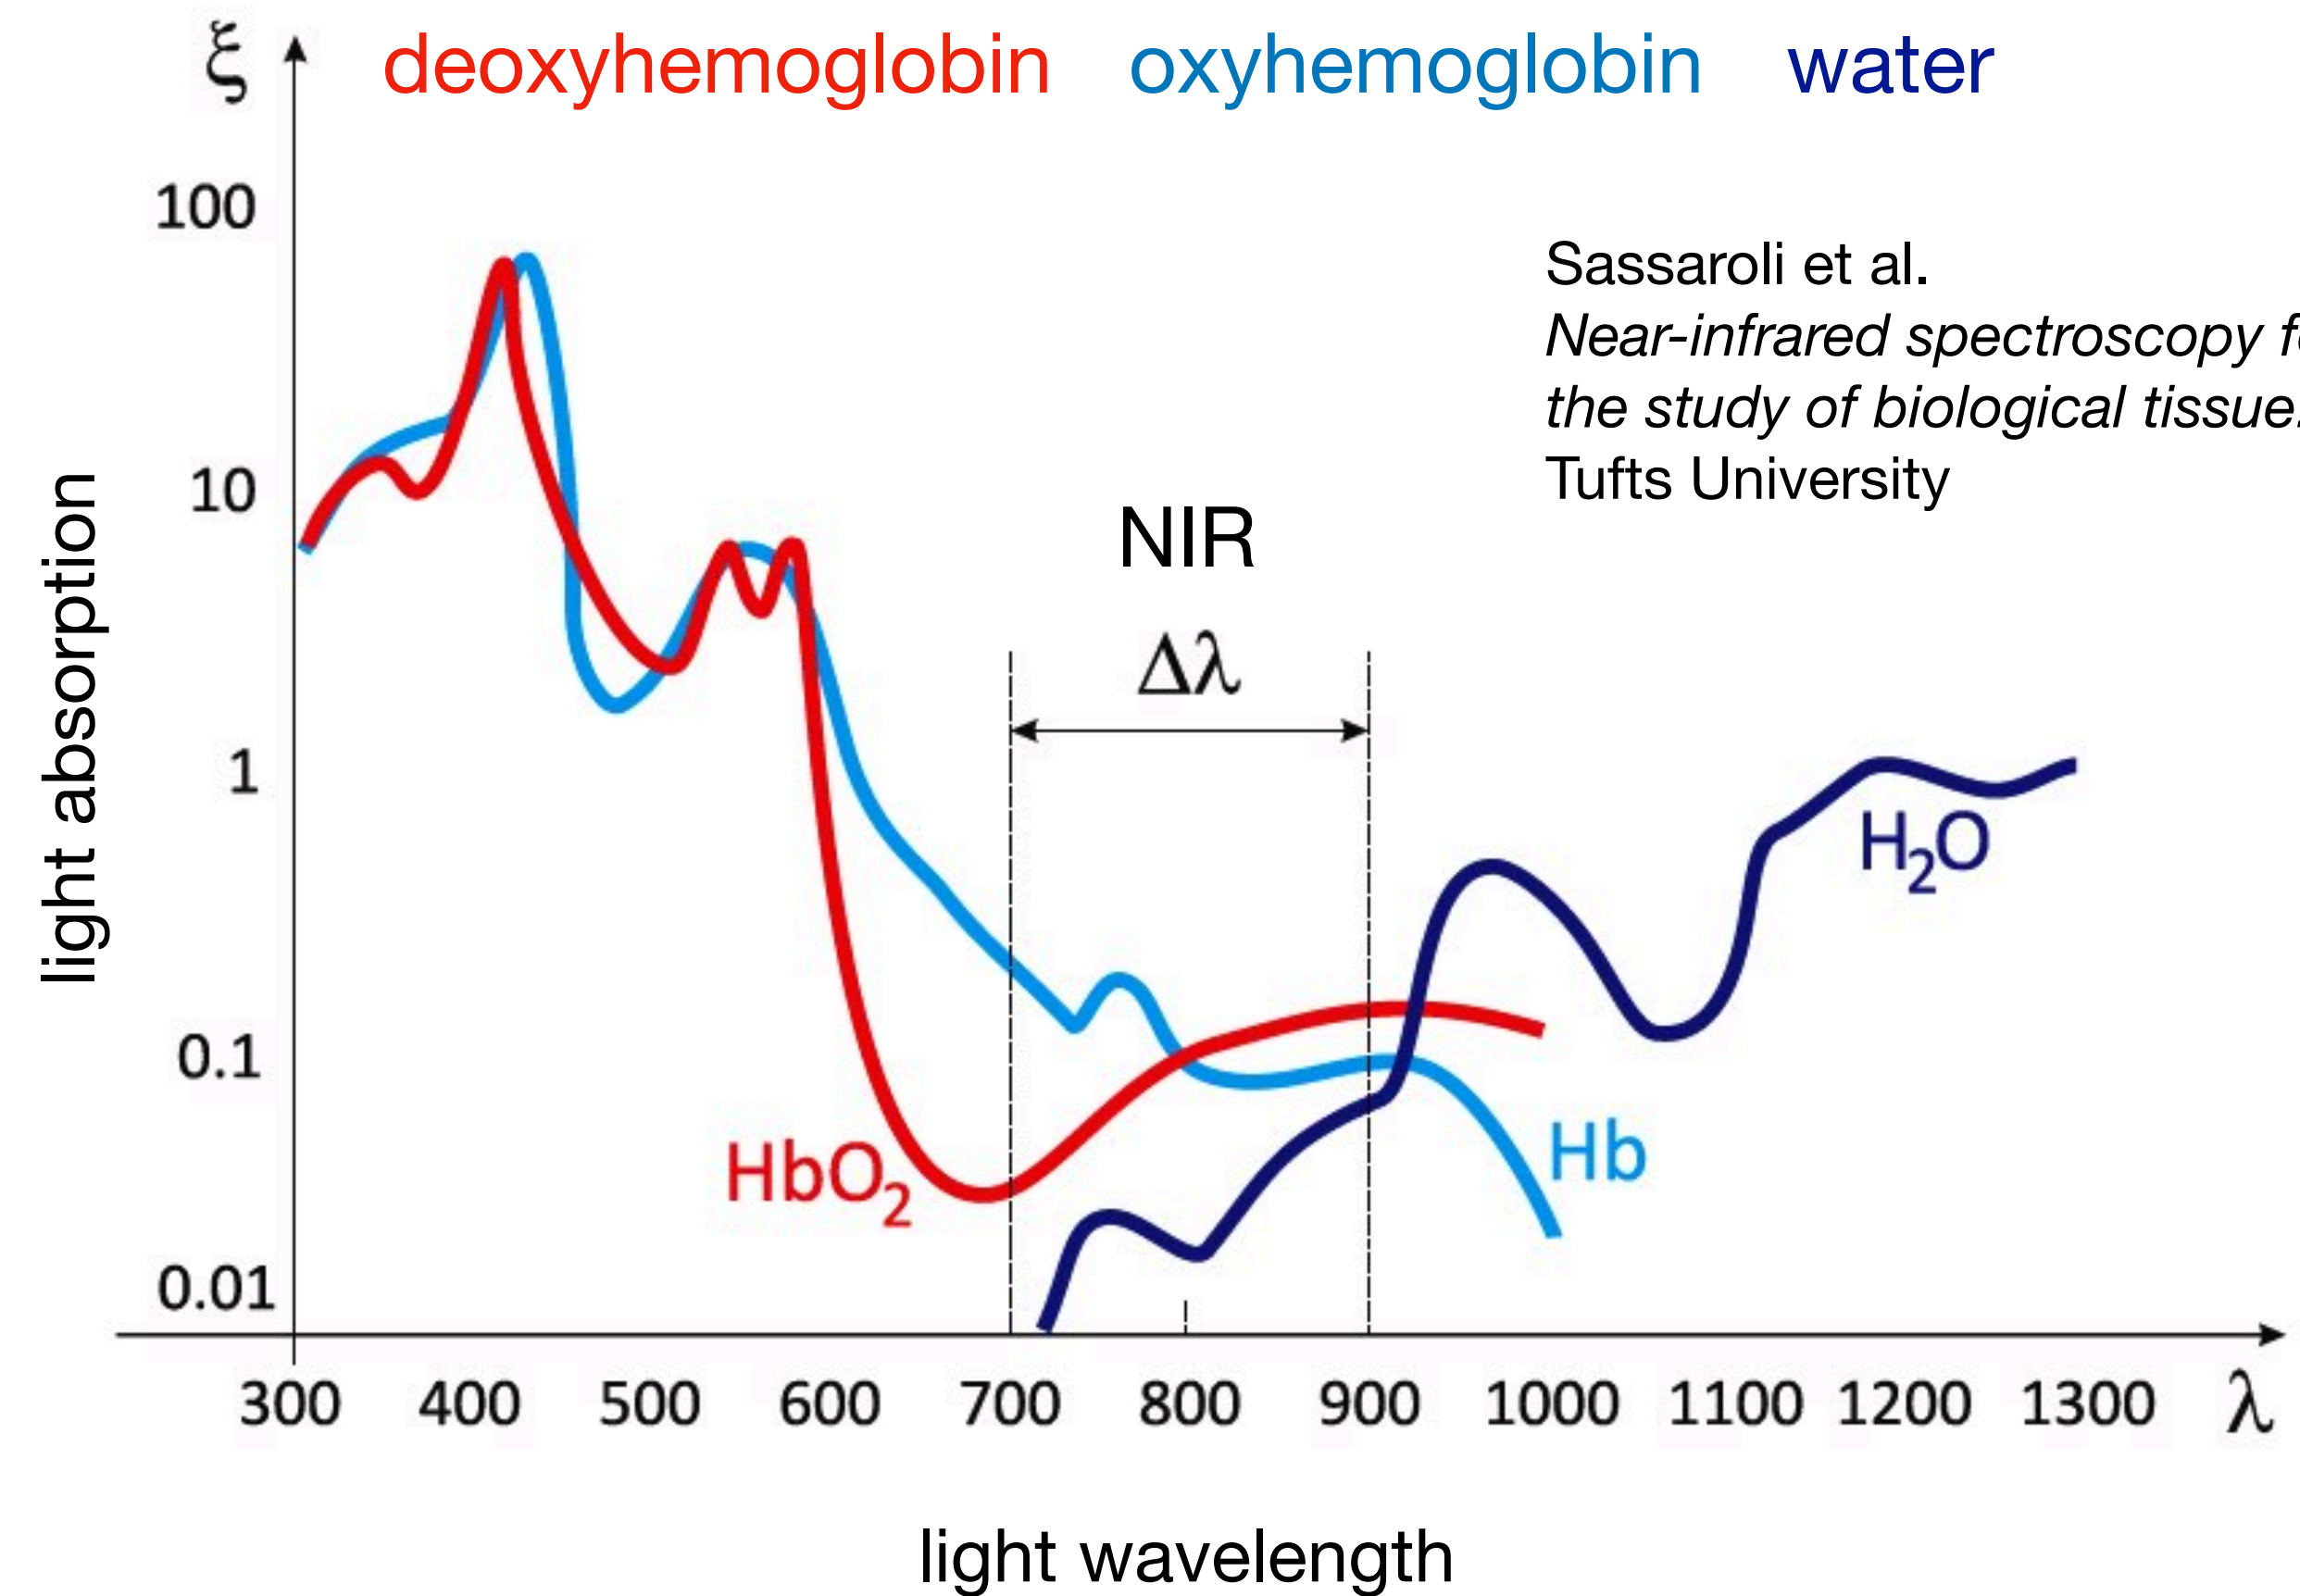 ξ
deoxyhemoglobin oxyhemoglobin water
100
Sassaroli et al.
Near-infrared spectroscopy
the study of biological tissue.
Tufts University
10
NIR
Δλ
light absorption
1
H₂O
0.1
HbO₂
Hb
0.01
300 400 500 600 700 800 900 1000 1100 1200 1300 λ
light wavelength